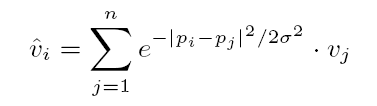 $$\hat{v}_i = \sum_{j=1}^{n} e^{-|p_i - p_j|^2 / 2\sigma^2} \cdot v_j$$